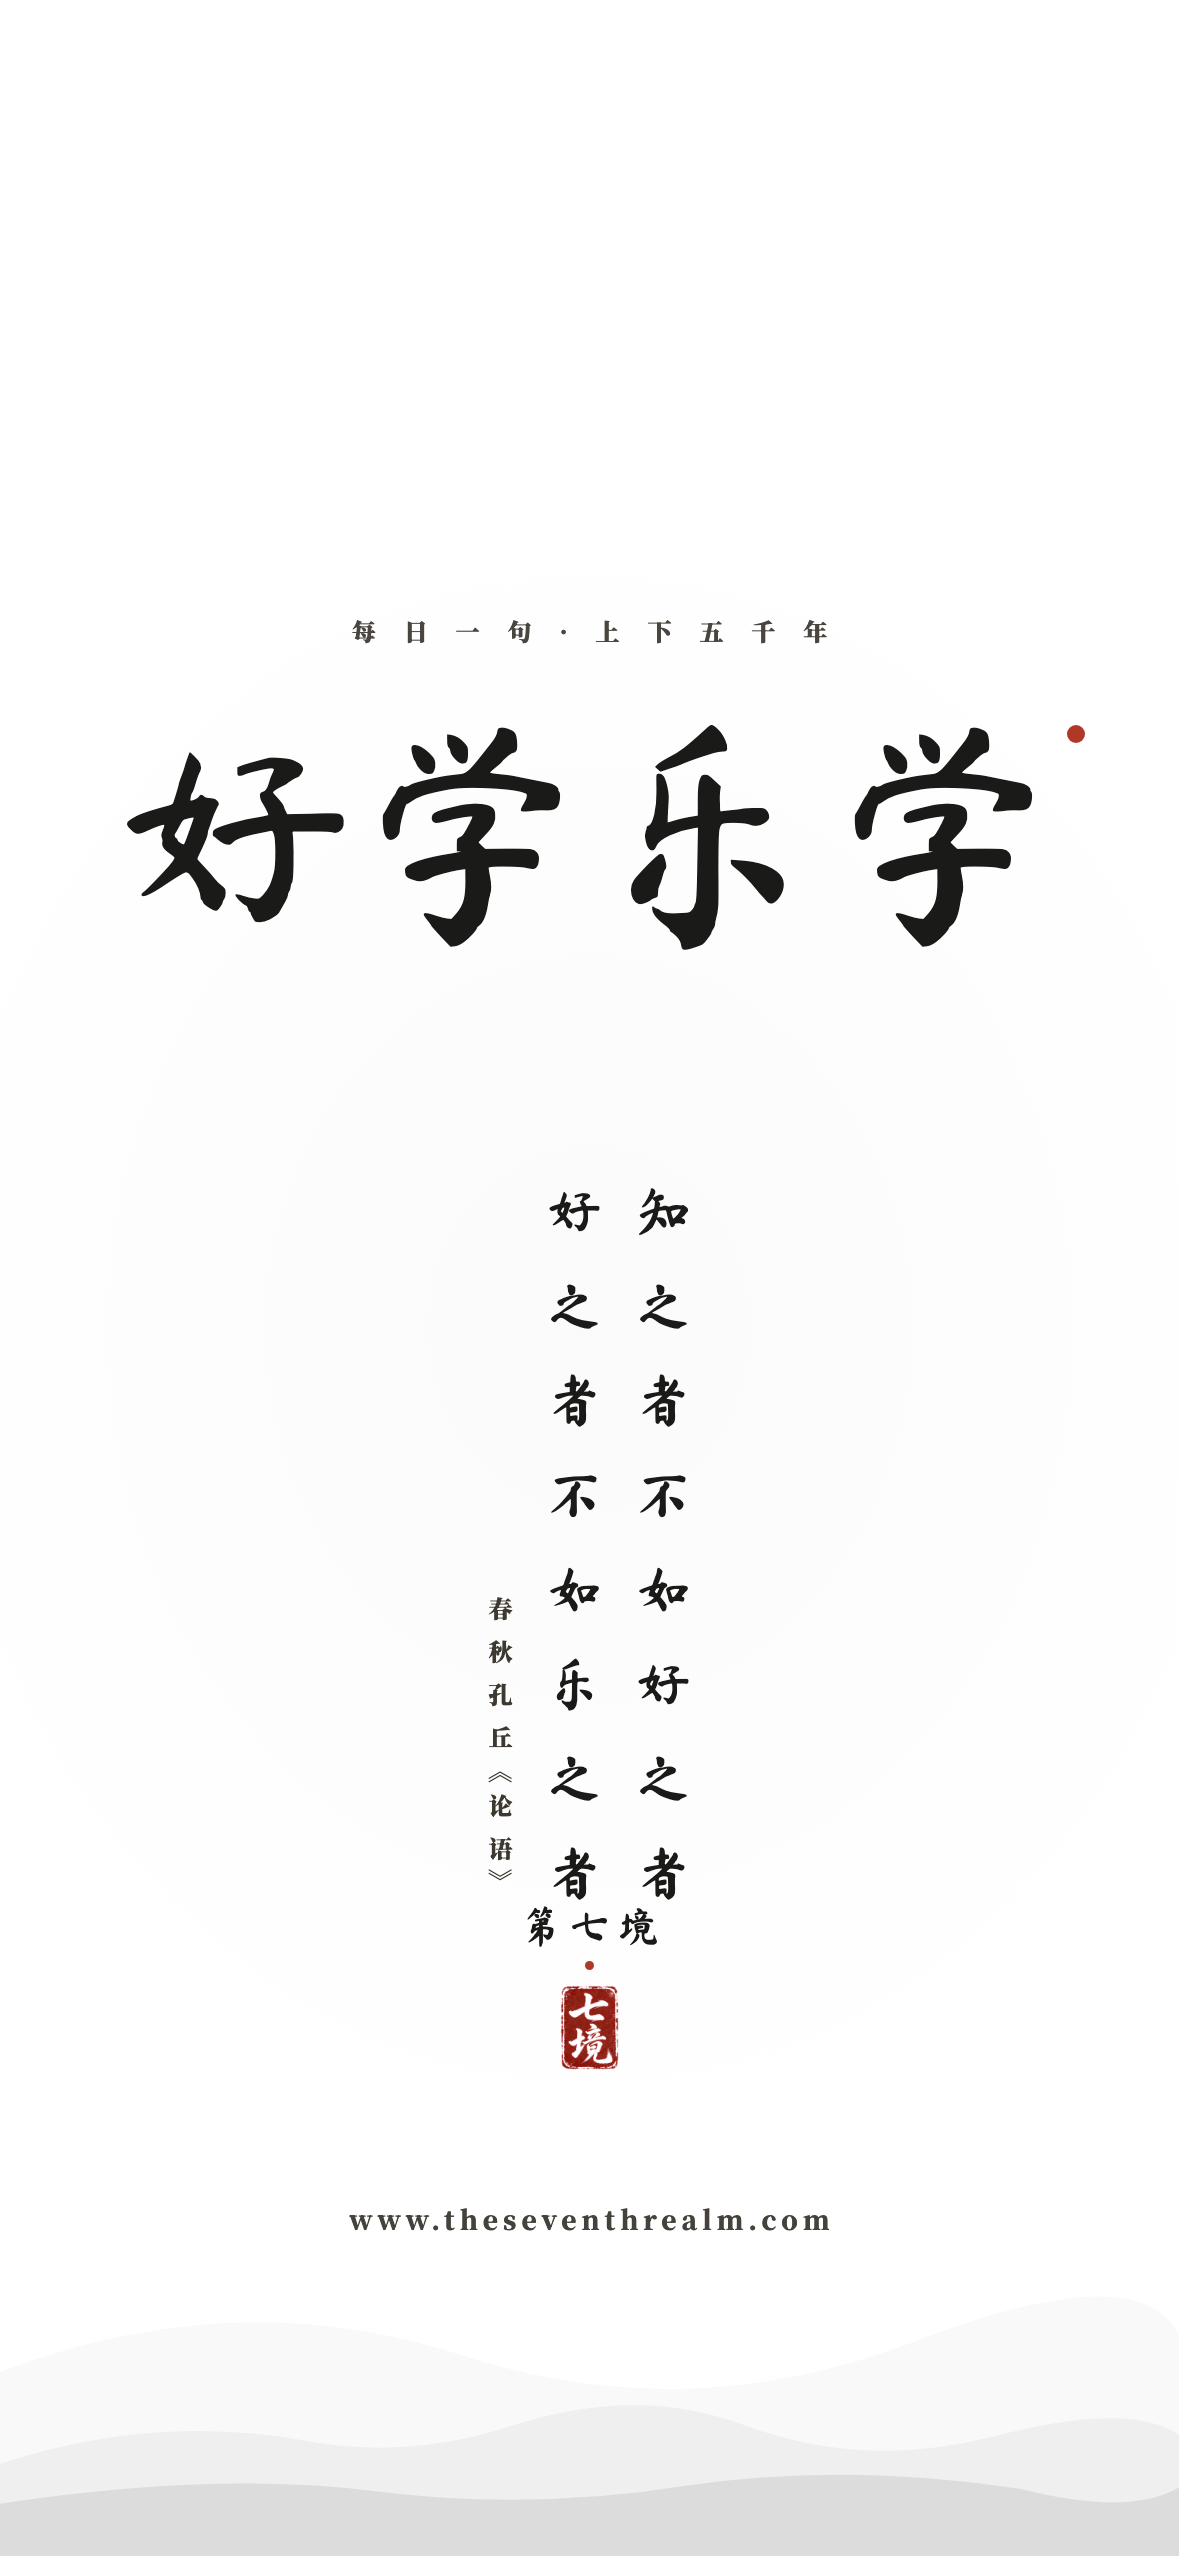 每日一句·上下五千年
好学乐学
知之者不如好之者
好之者不如乐之者
春秋孔丘《论语》
第七境
七境
www.theseventhrealm.com